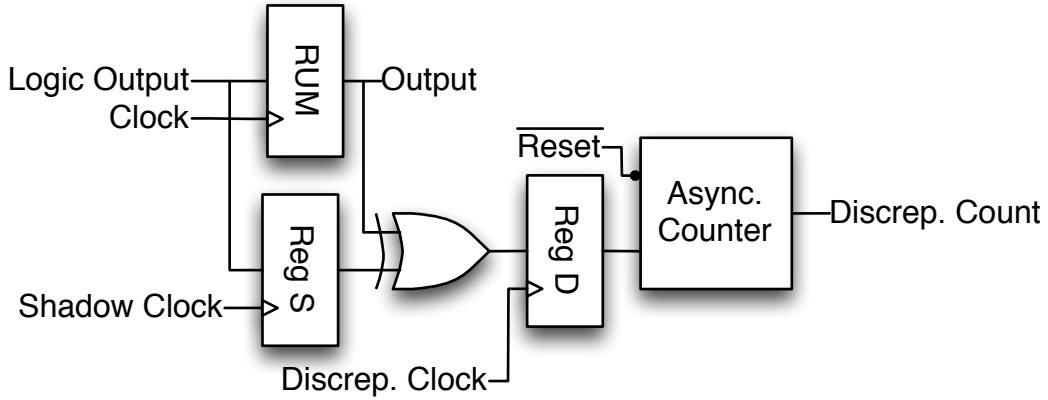 RUM
Logic Output
Output
Clock
Reset
Async.
Counter
Discrep. Count
Reg S
Reg D
Shadow Clock
Discrep. Clock